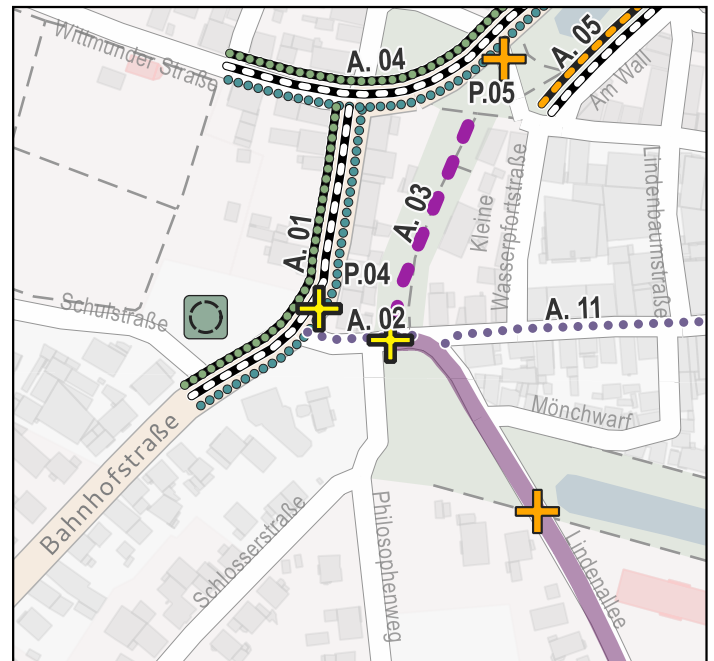 Wittmunder Straße
A. 04
A. 05
P.05
Am Wall
A. 03
Kleine
Wasserpfortstraße
Lindenbaumstraße
A. 01
P.04
Schulstraße
A. 02
A. 11
Mönchwarf
Bahnhofstraße
Schlosserstraße
Philosophenweg
Lindenallee